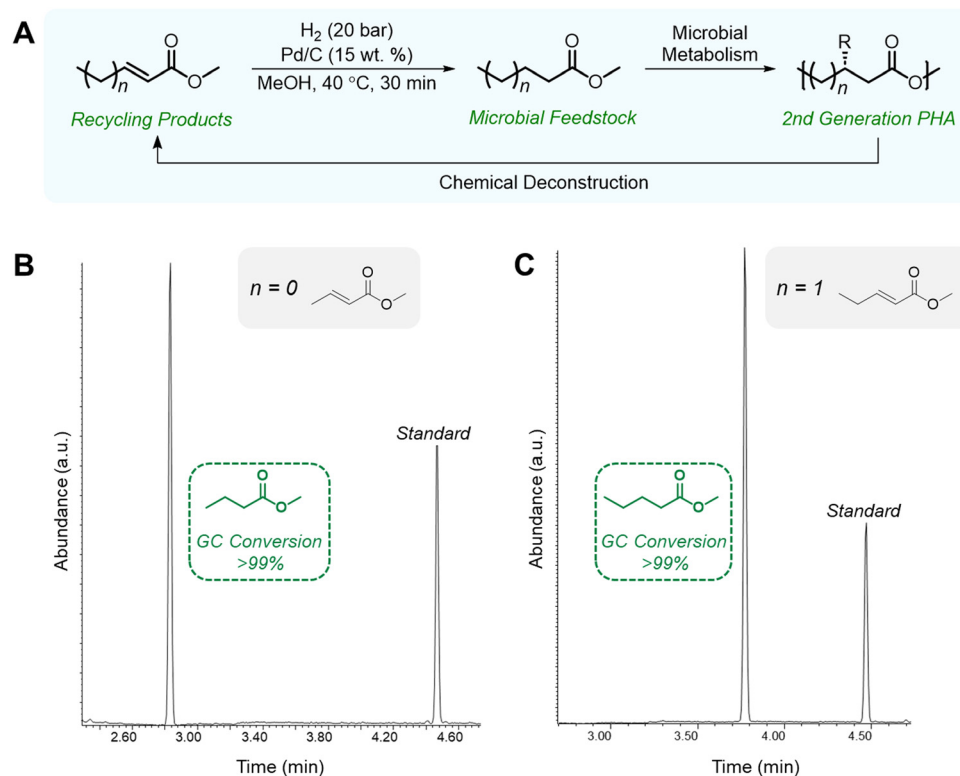 A
H₂ (20 bar)
Pd/C (15 wt. %)
MeOH, 40 °C, 30 min
Microbial
Metabolism
O
O
n
O
O
n
R
O
O
n
Recycling Products
Microbial Feedstock
2nd Generation PHA
Chemical Deconstruction
B
n = 0
O
O
Standard
O
O
GC Conversion
>99%
Abundance (a.u.)
2.60
3.00
3.40
3.80
4.20
4.60
Time (min)
C
n = 1
O
O
Standard
O
O
GC Conversion
>99%
Abundance (a.u.)
3.00
3.50
4.00
4.50
Time (min)